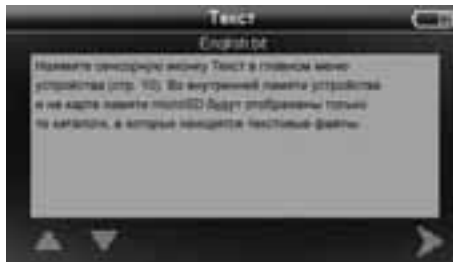 Текст
English.txt
Нажмите сенсорную иконку Текст в главном меню
устройства (стр. 10). Во внутренней памяти устройства
и на карте памяти microSD будут отображены только
те каталоги, в которых находятся текстовые файлы.